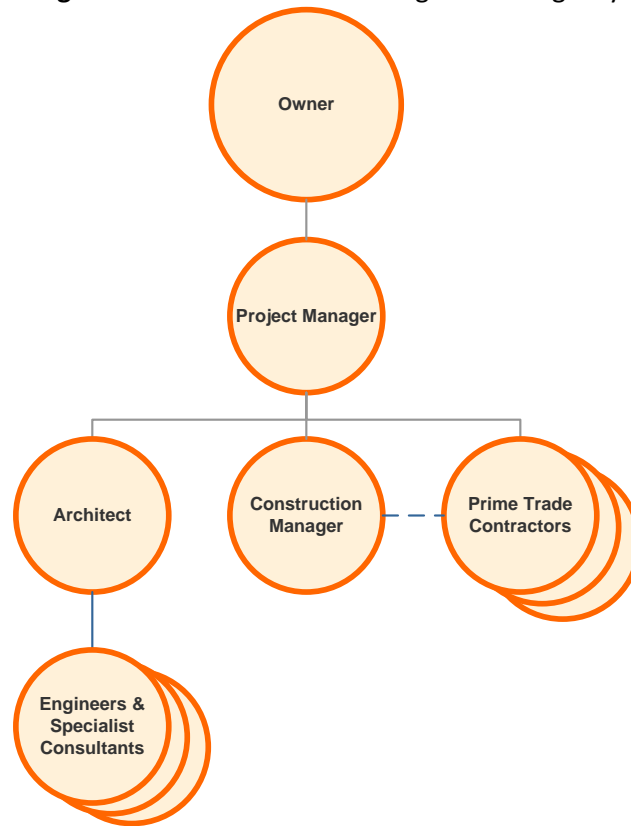 Owner
Project Manager
Architect
Construction
Manager
Prime Trade
Contractors
Engineers &
Specialist
Consultants